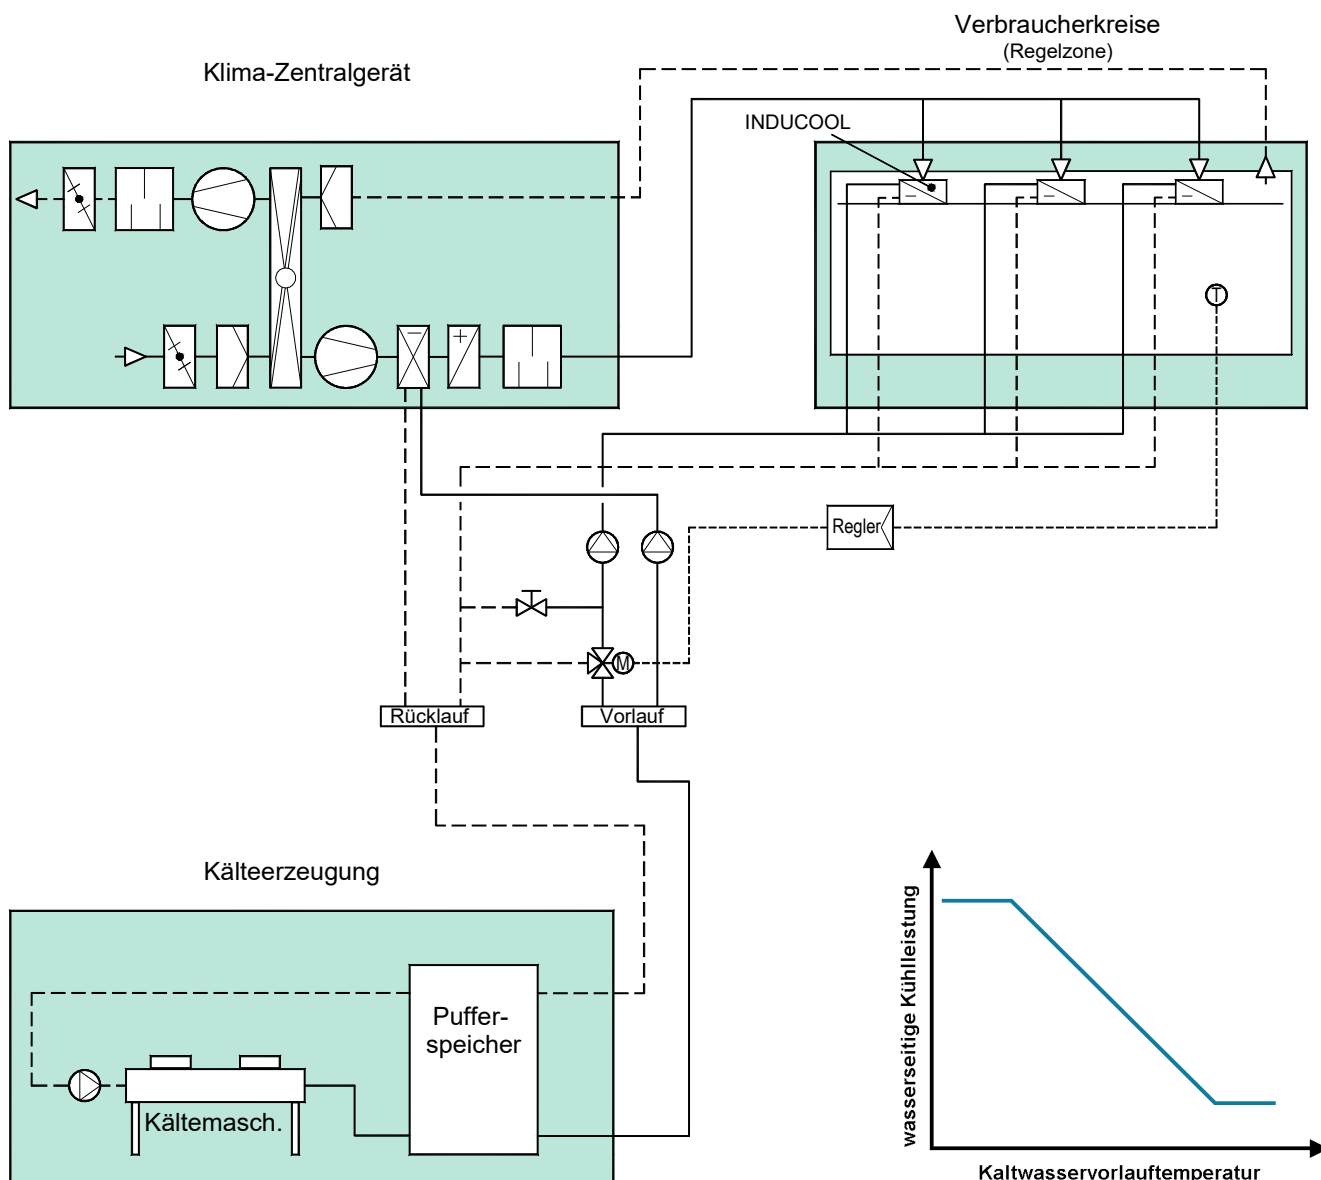 Verbraucherkreise
(Regelzone)
Klima-Zentralgerät
INDUCOOL
T
Regler
M
Rücklauf
Vorlauf
Kälteerzeugung
Puffer-
speicher
Kältemasch.
wasserseitige Kühlleistung
Kaltwasservorlauftemperatur